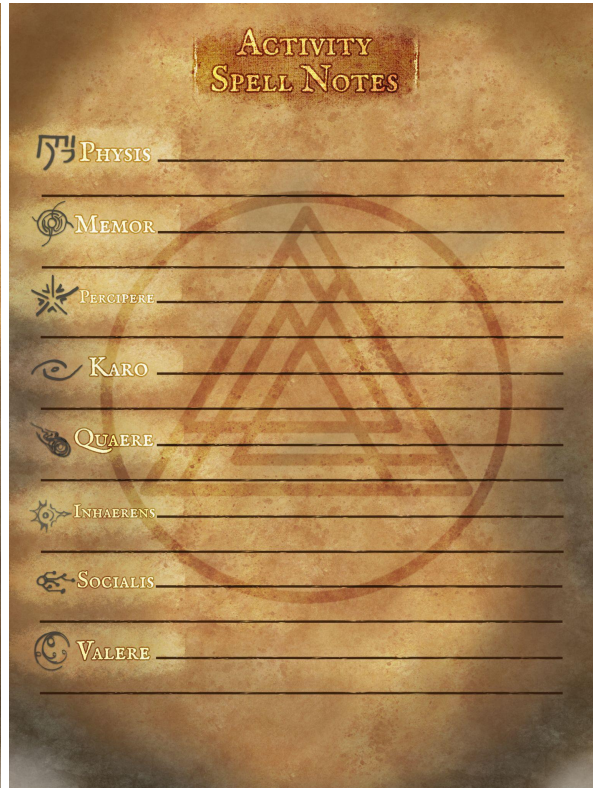 Activity
Spell Notes
Physis
Memor
Percipere
Karo
Quaere
Inhaerens
Socialis
Valere